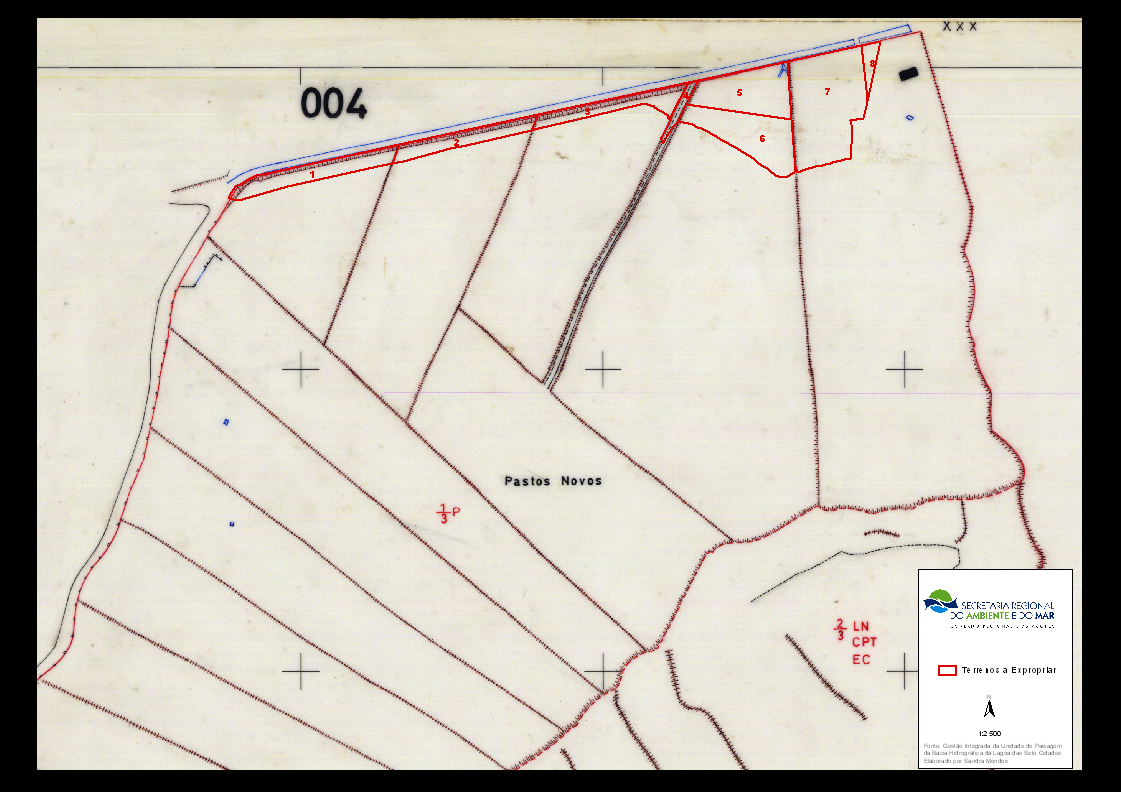 X X X
004
1
2
3
5
6
7
8
Pastos Novos
1/3 P
2/3 LN
CPT
EC
SECRETARIA REGIONAL
DO AMBIENTE E DO MAR
Terrenos a Expropriar
N
1:2 500
Fonte: Gestão Integrada da Unidade de Paisagem
da Bacia Hidrográfica da Lagoa das Sete Cidades
Elaborado por Sandra Mendes